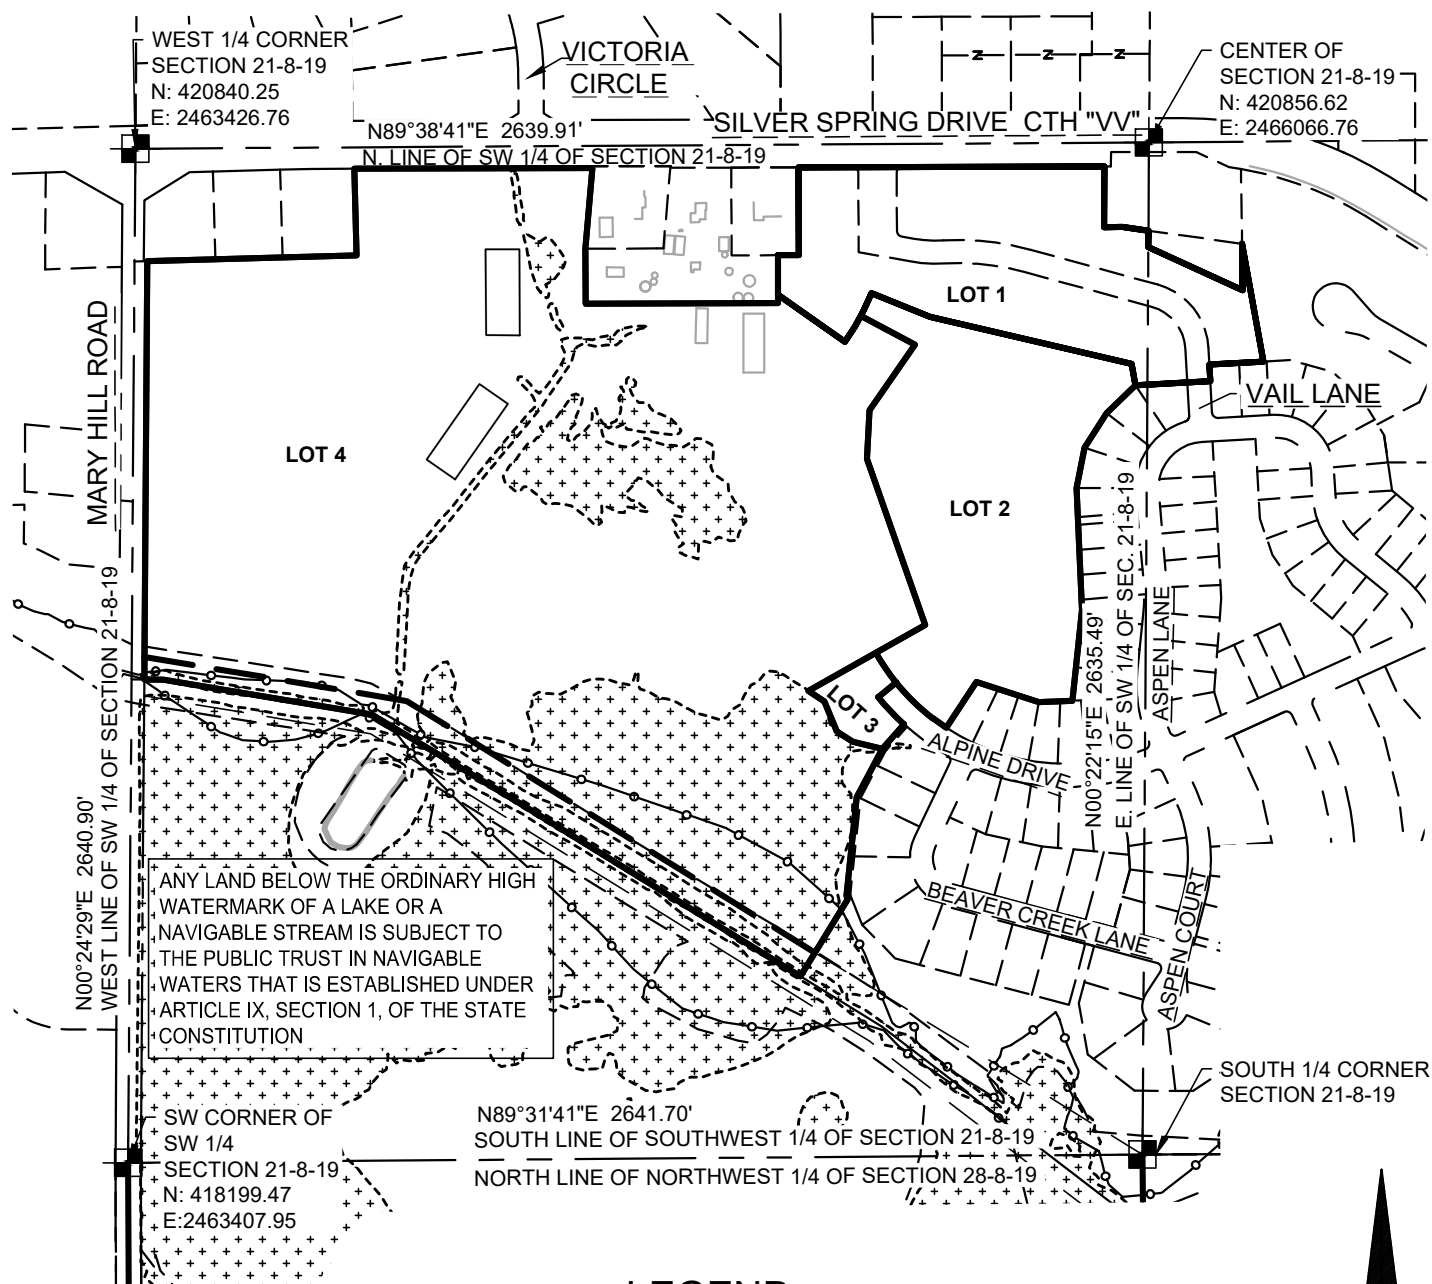 WEST 1/4 CORNER
SECTION 21-8-19
N: 420840.25
E: 2463426.76
VICTORIA
CIRCLE
CENTER OF
SECTION 21-8-19
N: 420856.62
E: 2466066.76
N89°38'41"E 2639.91'
N. LINE OF SW 1/4 OF SECTION 21-8-19
SILVER SPRING DRIVE CTH "VV"
z z z
MARY HILL ROAD
LOT 1
VAIL LANE
LOT 4
LOT 2
LOT 3
N00°24'29"E 2640.90'
WEST LINE OF SW 1/4 OF SECTION 21-8-19
N00°22'15"E 2635.49'
E. LINE OF SW 1/4 OF SEC. 21-8-19
ASPEN LANE
ALPINE DRIVE
BEAVER CREEK LANE
ASPEN COURT
ANY LAND BELOW THE ORDINARY HIGH
WATERMARK OF A LAKE OR A
NAVIGABLE STREAM IS SUBJECT TO
THE PUBLIC TRUST IN NAVIGABLE
WATERS THAT IS ESTABLISHED UNDER
ARTICLE IX, SECTION 1, OF THE STATE
CONSTITUTION
SOUTH 1/4 CORNER
SECTION 21-8-19
SW CORNER OF
SW 1/4
SECTION 21-8-19
N: 418199.47
E:2463407.95
N89°31'41"E 2641.70'
SOUTH LINE OF SOUTHWEST 1/4 OF SECTION 21-8-19
NORTH LINE OF NORTHWEST 1/4 OF SECTION 28-8-19
LEGEND